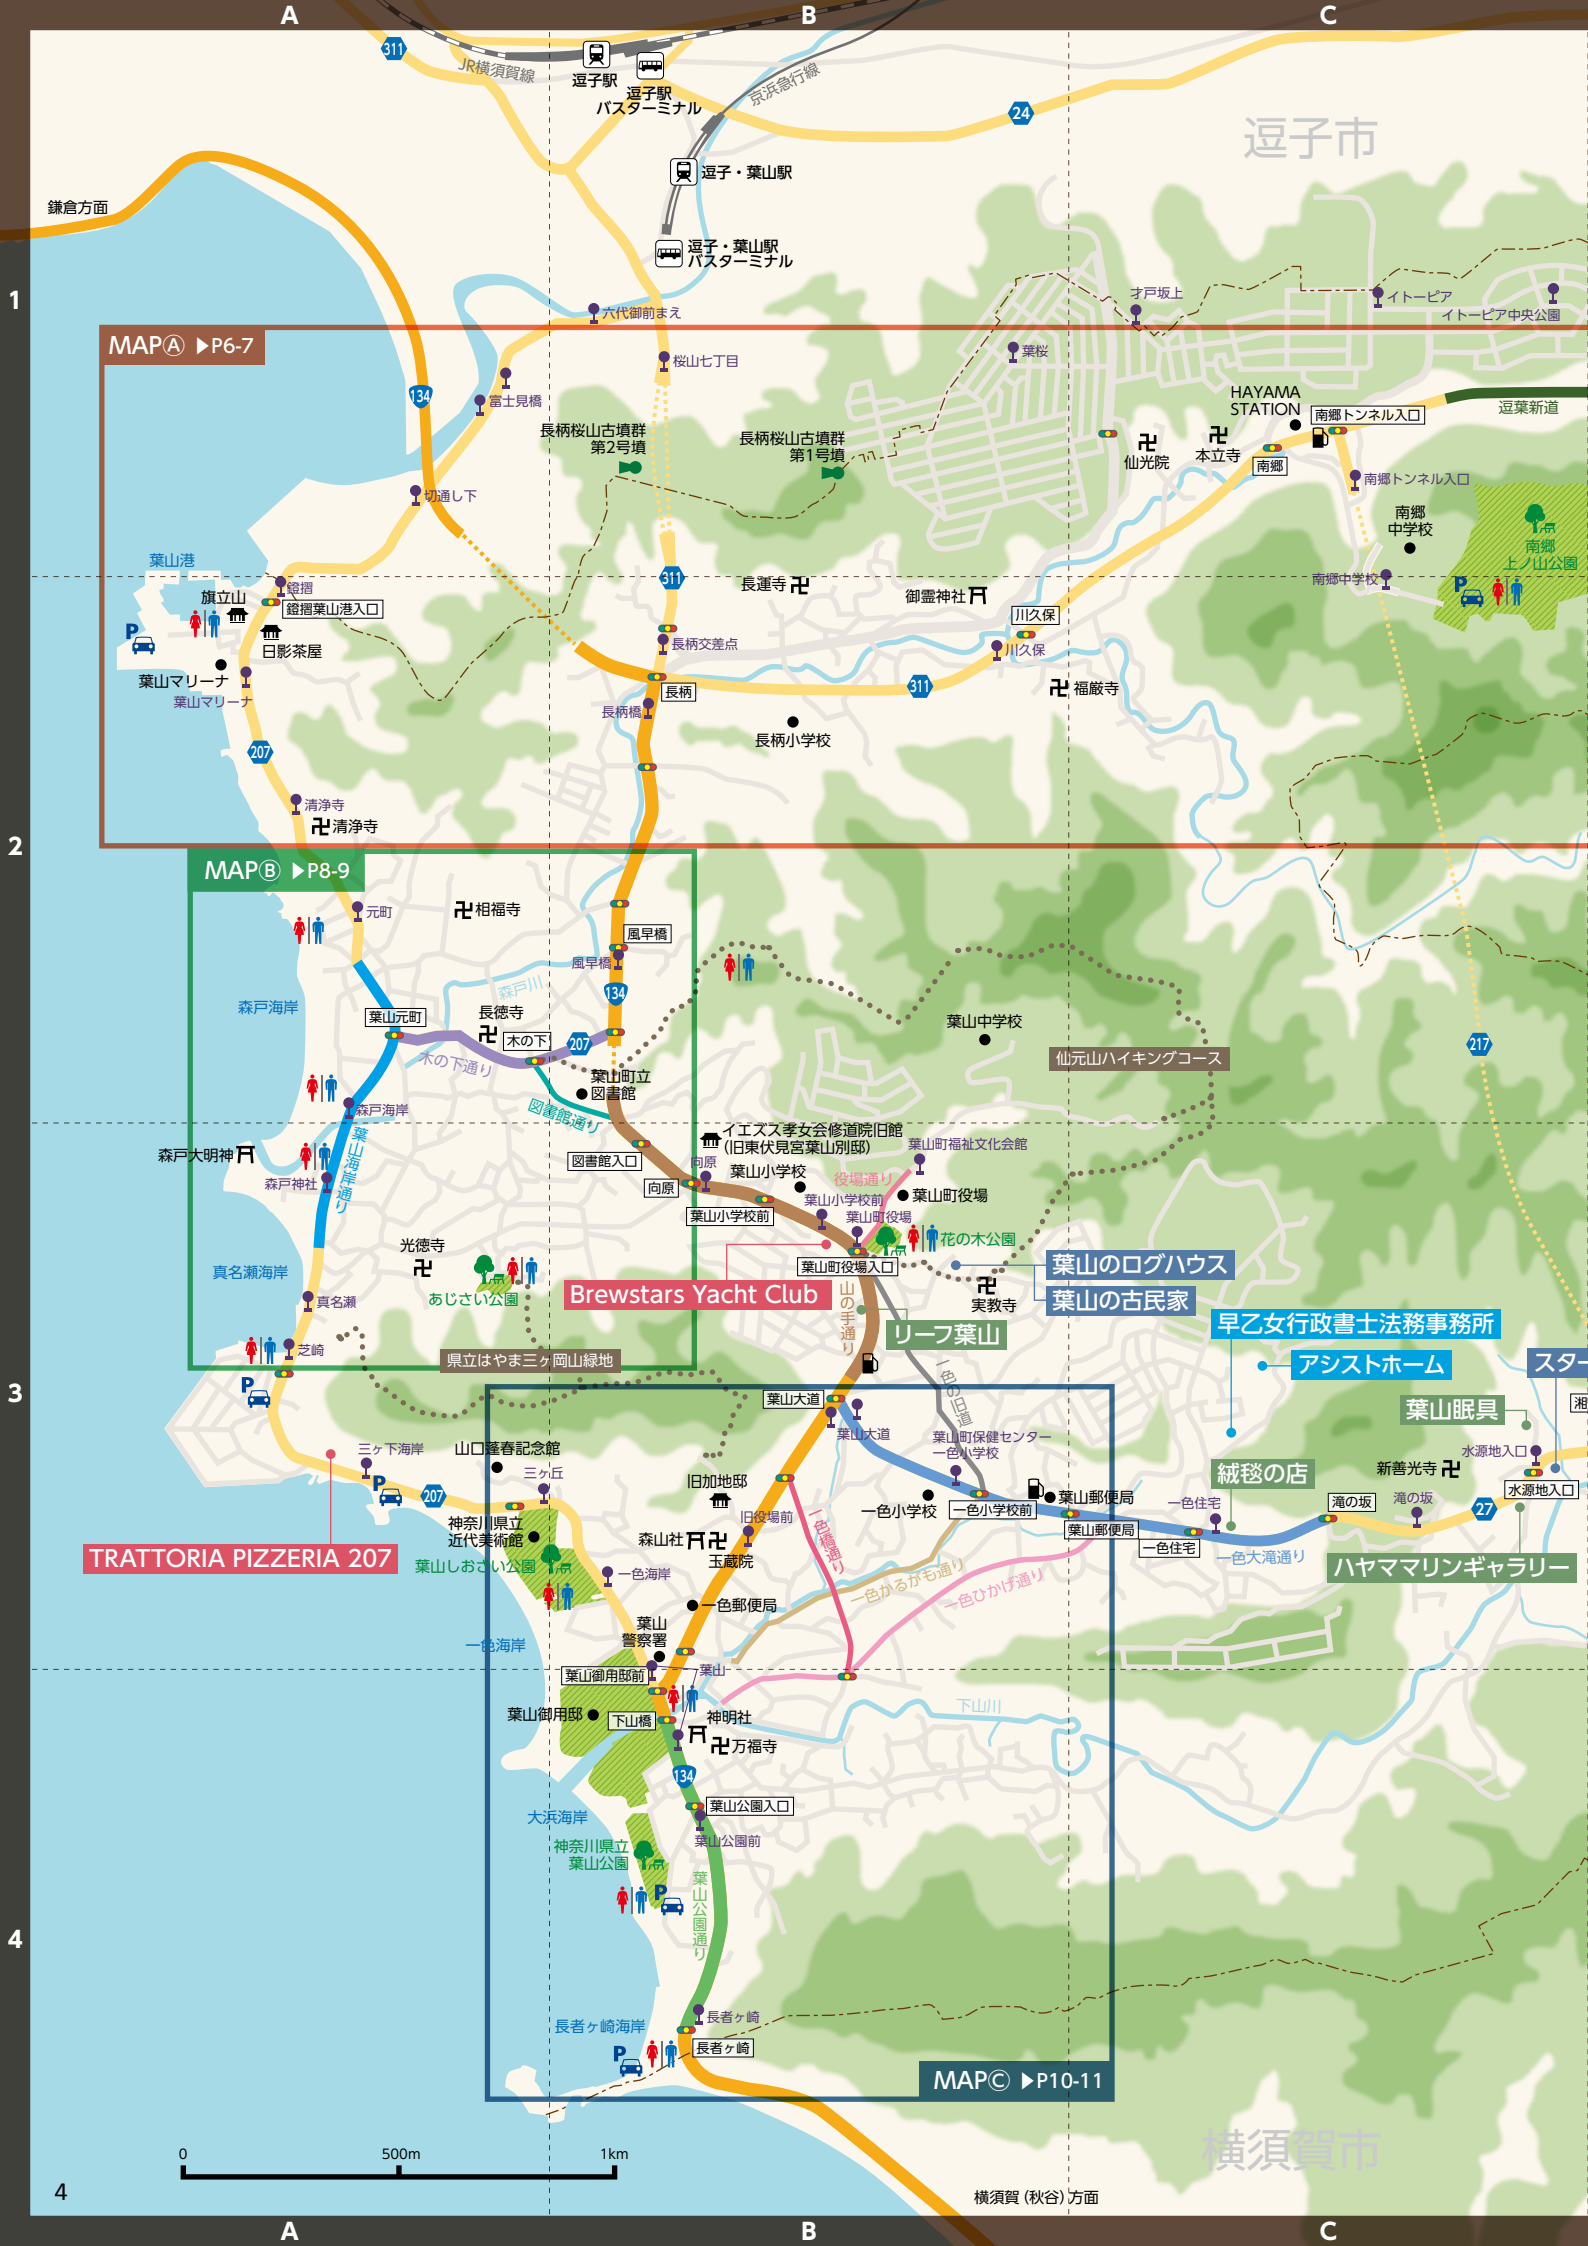 A
B
C
311
JR横須賀線
逗子駅
逗子駅
バスターミナル
京浜急行線
24
逗子市
逗子・葉山駅
鎌倉方面
逗子・葉山駅
バスターミナル
1
六代御前まえ
才戸坂上
イトーピア
イトーピア中央公園
MAPⒶ ▶P6-7
桜山七丁目
葉桜
134
富士見橋
HAYAMA
STATION
南郷トンネル入口
逗葉新道
長柄桜山古墳群
第2号墳
長柄桜山古墳群
第1号墳
仙光院
本立寺
南郷
切通し下
南郷トンネル入口
南郷
中学校
南郷
上ノ山公園
葉山港
鐙摺
311
長運寺
御霊神社
南郷中学校
P
旗立山
鐙摺葉山港入口
川久保
P
日影茶屋
長柄交差点
川久保
葉山マリーナ
葉山マリーナ
長柄
311
福厳寺
長柄橋
長柄小学校
207
清浄寺
清浄寺
2
MAPⒷ ▶P8-9
元町
相福寺
風早橋
風早橋
森戸川
134
森戸海岸
葉山元町
長徳寺
木の下
207
葉山中学校
仙元山ハイキングコース
217
木の下通り
葉山町立
図書館
図書館通り
森戸海岸
葉山海岸通り
イエズス孝女会修道院旧館
(旧東伏見宮葉山別邸)
葉山町福祉文化会館
森戸大明神
図書館入口
向原
葉山小学校
役場通り
森戸神社
向原
葉山小学校前
葉山町役場
葉山小学校前
葉山町役場
花の木公園
光徳寺
真名瀬海岸
葉山町役場入口
葉山のログハウス
あじさい公園
Brewstars Yacht Club
山の手通り
実教寺
葉山の古民家
真名瀬
リーフ葉山
早乙女行政書士法務事務所
芝崎
県立はやま三ヶ岡山緑地
一色の旧道
アシストホーム
スター
3
P
葉山大道
葉山眠具
湘
葉山大道
葉山町保健センター
一色小学校
三ヶ下海岸
山口蓬春記念館
水源地入口
三ヶ丘
旧加地邸
絨毯の店
新善光寺
P
207
一色小学校
一色小学校前
葉山郵便局
一色住宅
滝の坂
滝の坂
水源地入口
27
神奈川県立
近代美術館
旧役場前
一色橋通り
葉山郵便局
森山社
玉蔵院
一色住宅
一色大滝通り
TRATTORIA PIZZERIA 207
葉山しおさい公園
一色海岸
一色かるがも通り
一色ひかげ通り
ハヤママリンギャラリー
一色郵便局
葉山
警察署
一色海岸
葉山御用邸前
葉山
葉山御用邸
下山橋
神明社
下山川
万福寺
134
葉山公園入口
大浜海岸
葉山公園前
神奈川県立
葉山公園
P
葉山公園通り
4
長者ヶ崎
長者ヶ崎海岸
長者ヶ崎
P
MAPⒸ ▶P10-11
横須賀市
0
500m
1km
4
横須賀(秋谷)方面
A
B
C